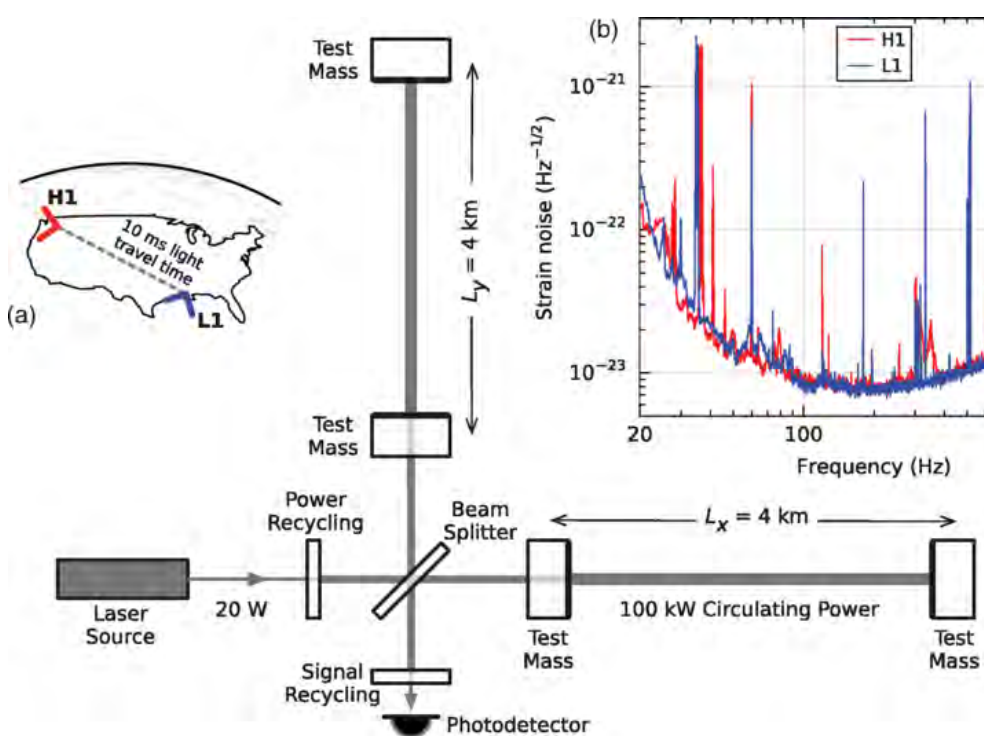 Test
Mass
(b)
H1
L1
10⁻²¹
10⁻²²
10⁻²³
Strain noise (Hz⁻¹/²)
20
100
Frequency (Hz)
H1
10 ms light
travel time
L1
(a)
Ly = 4 km
Test
Mass
Power
Recycling
Beam
Splitter
Lx = 4 km
20 W
Laser
Source
100 kW Circulating Power
Test
Mass
Test
Mass
Signal
Recycling
Photodetector